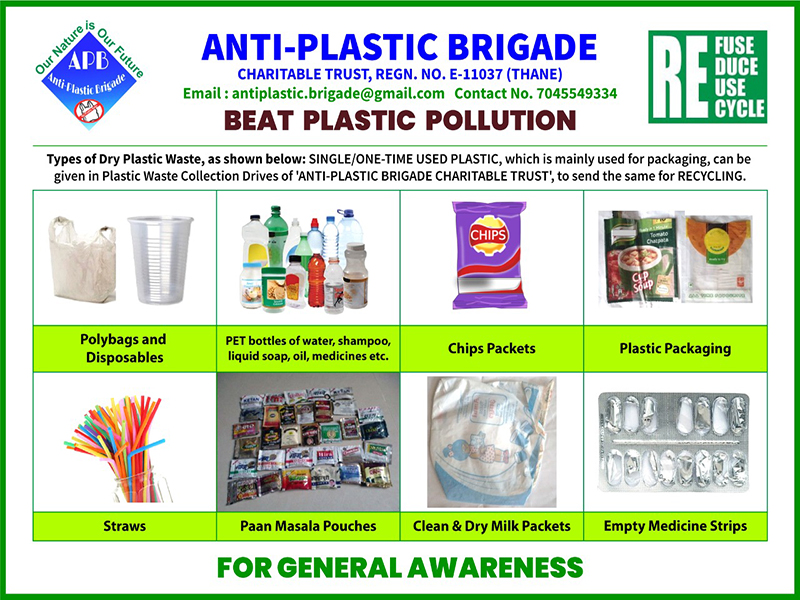 Our Nature is Our Future
APB
Anti-Plastic Brigade
ANTI-PLASTIC BRIGADE
CHARITABLE TRUST, REGN. NO. E-11037 (THANE)
Email : antiplastic.brigade@gmail.com Contact No. 7045549334
BEAT PLASTIC POLLUTION
RE
FUSE
DUCE
USE
CYCLE
Types of Dry Plastic Waste, as shown below: SINGLE/ONE-TIME USED PLASTIC, which is mainly used for packaging, can be
given in Plastic Waste Collection Drives of 'ANTI-PLASTIC BRIGADE CHARITABLE TRUST', to send the same for RECYCLING.
CHIPS
Tomato
Chatpata
Cup
Soup
Polybags and
Disposables
PET bottles of water, shampoo,
liquid soap, oil, medicines etc.
Chips Packets
Plastic Packaging
Straws
Paan Masala Pouches
Clean & Dry Milk Packets
Empty Medicine Strips
FOR GENERAL AWARENESS